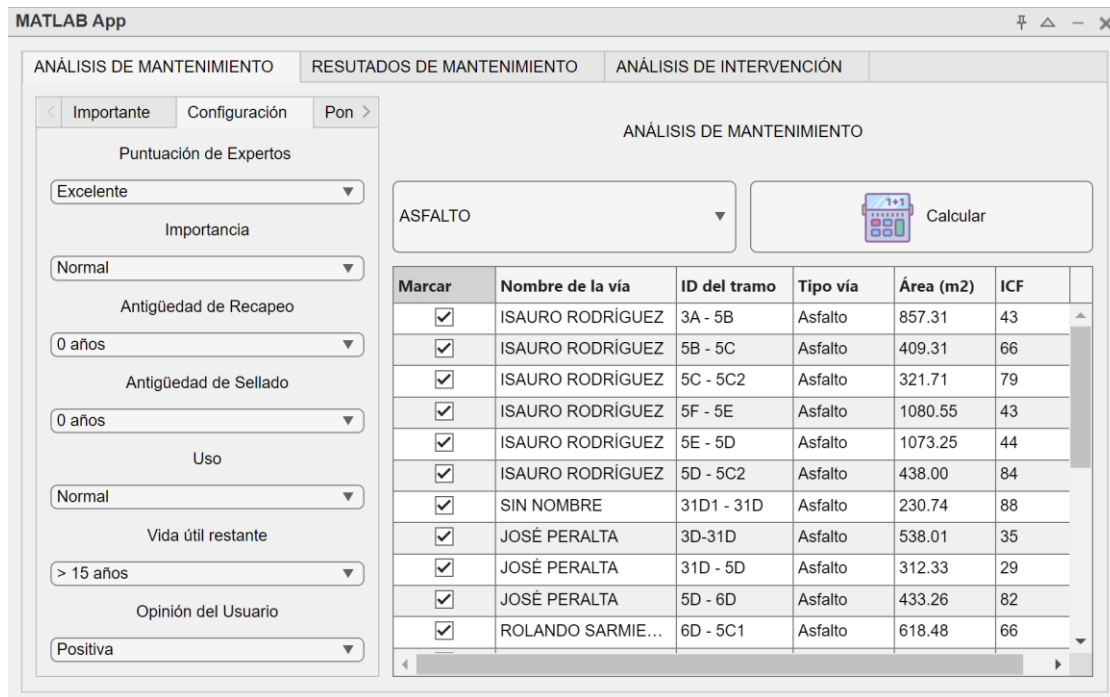 MATLAB App
ANÁLISIS DE MANTENIMIENTO RESUTADOS DE MANTENIMIENTO ANÁLISIS DE INTERVENCIÓN
Importante Configuración Pon
Puntuación de Expertos
Excelente
Importancia
Normal
Antigüedad de Recapeo
0 años
Antigüedad de Sellado
0 años
Uso
Normal
Vida útil restante
> 15 años
Opinión del Usuario
Positiva
ANÁLISIS DE MANTENIMIENTO
ASFALTO
1+1
Calcular
Marcar Nombre de la vía ID del tramo Tipo vía Área (m2) ICF
ISAURO RODRÍGUEZ 3A - 5B Asfalto 857.31 43
ISAURO RODRÍGUEZ 5B - 5C Asfalto 409.31 66
ISAURO RODRÍGUEZ 5C - 5C2 Asfalto 321.71 79
ISAURO RODRÍGUEZ 5F - 5E Asfalto 1080.55 43
ISAURO RODRÍGUEZ 5E - 5D Asfalto 1073.25 44
ISAURO RODRÍGUEZ 5D - 5C2 Asfalto 438.00 84
SIN NOMBRE 31D1 - 31D Asfalto 230.74 88
JOSÉ PERALTA 3D-31D Asfalto 538.01 35
JOSÉ PERALTA 31D - 5D Asfalto 312.33 29
JOSÉ PERALTA 5D - 6D Asfalto 433.26 82
ROLANDO SARMIE... 6D - 5C1 Asfalto 618.48 66